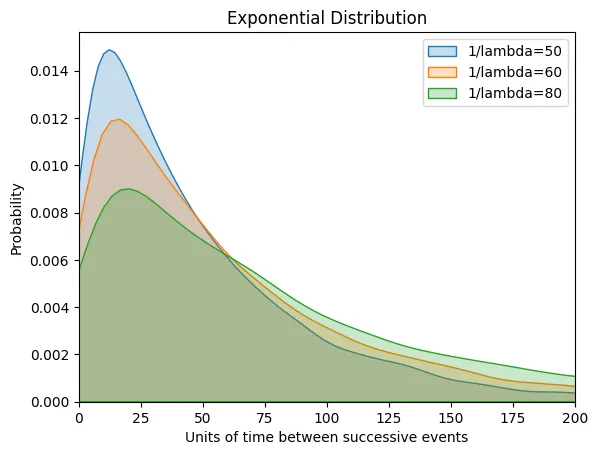 Exponential Distribution
1/lambda=50
1/lambda=60
1/lambda=80
Probability
0.014
0.012
0.010
0.008
0.006
0.004
0.002
0.000
0 25 50 75 100 125 150 175 200
Units of time between successive events